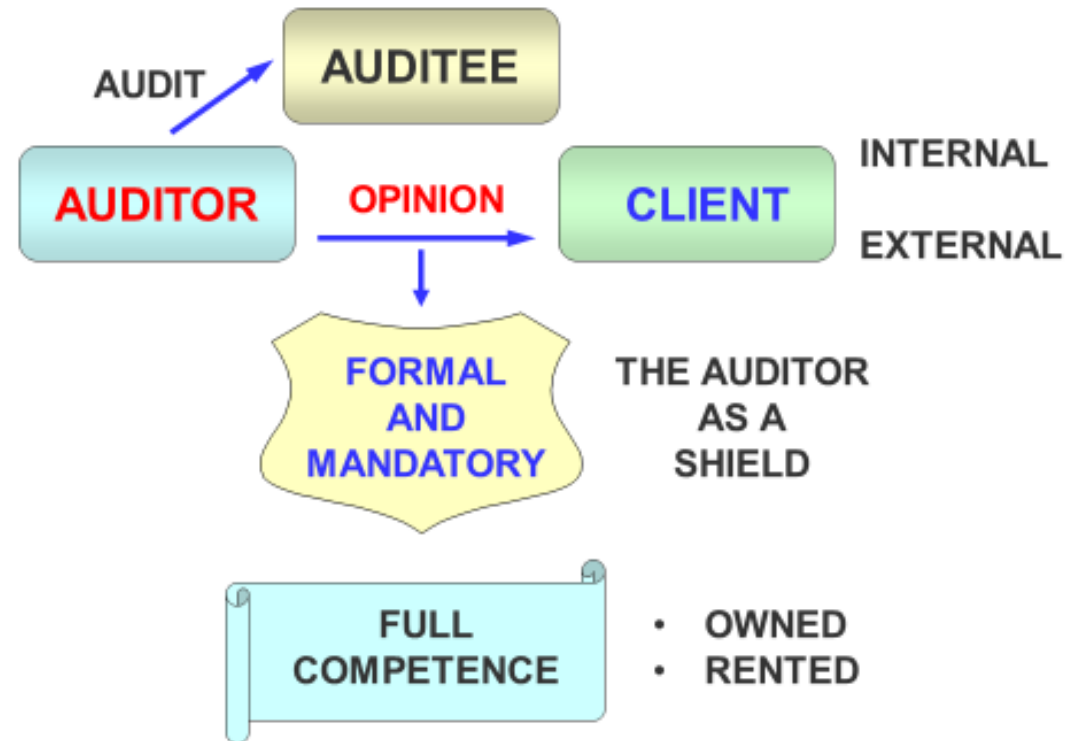 AUDITEE
AUDIT
AUDITOR
OPINION
CLIENT
INTERNAL
EXTERNAL
FORMAL
AND
MANDATORY
THE AUDITOR
AS A
SHIELD
FULL
COMPETENCE
• OWNED
• RENTED